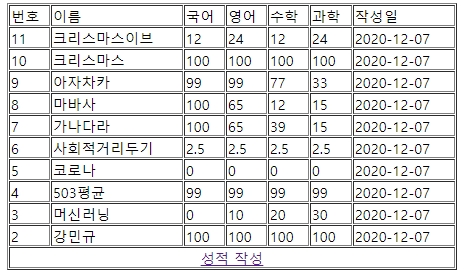 번호 이름 국어 영어 수학 과학 작성일
11 크리스마스이브 12 24 12 24 2020-12-07
10 크리스마스 100 100 100 100 2020-12-07
9 아자차카 99 99 77 33 2020-12-07
8 마바사 100 65 12 15 2020-12-07
7 가나다라 100 65 39 15 2020-12-07
6 사회적거리두기 2.5 2.5 2.5 2.5 2020-12-07
5 코로나 0 0 0 0 2020-12-07
4 503평균 99 99 99 99 2020-12-07
3 머신러닝 0 10 20 30 2020-12-07
2 강민규 100 100 100 100 2020-12-07
성적 작성